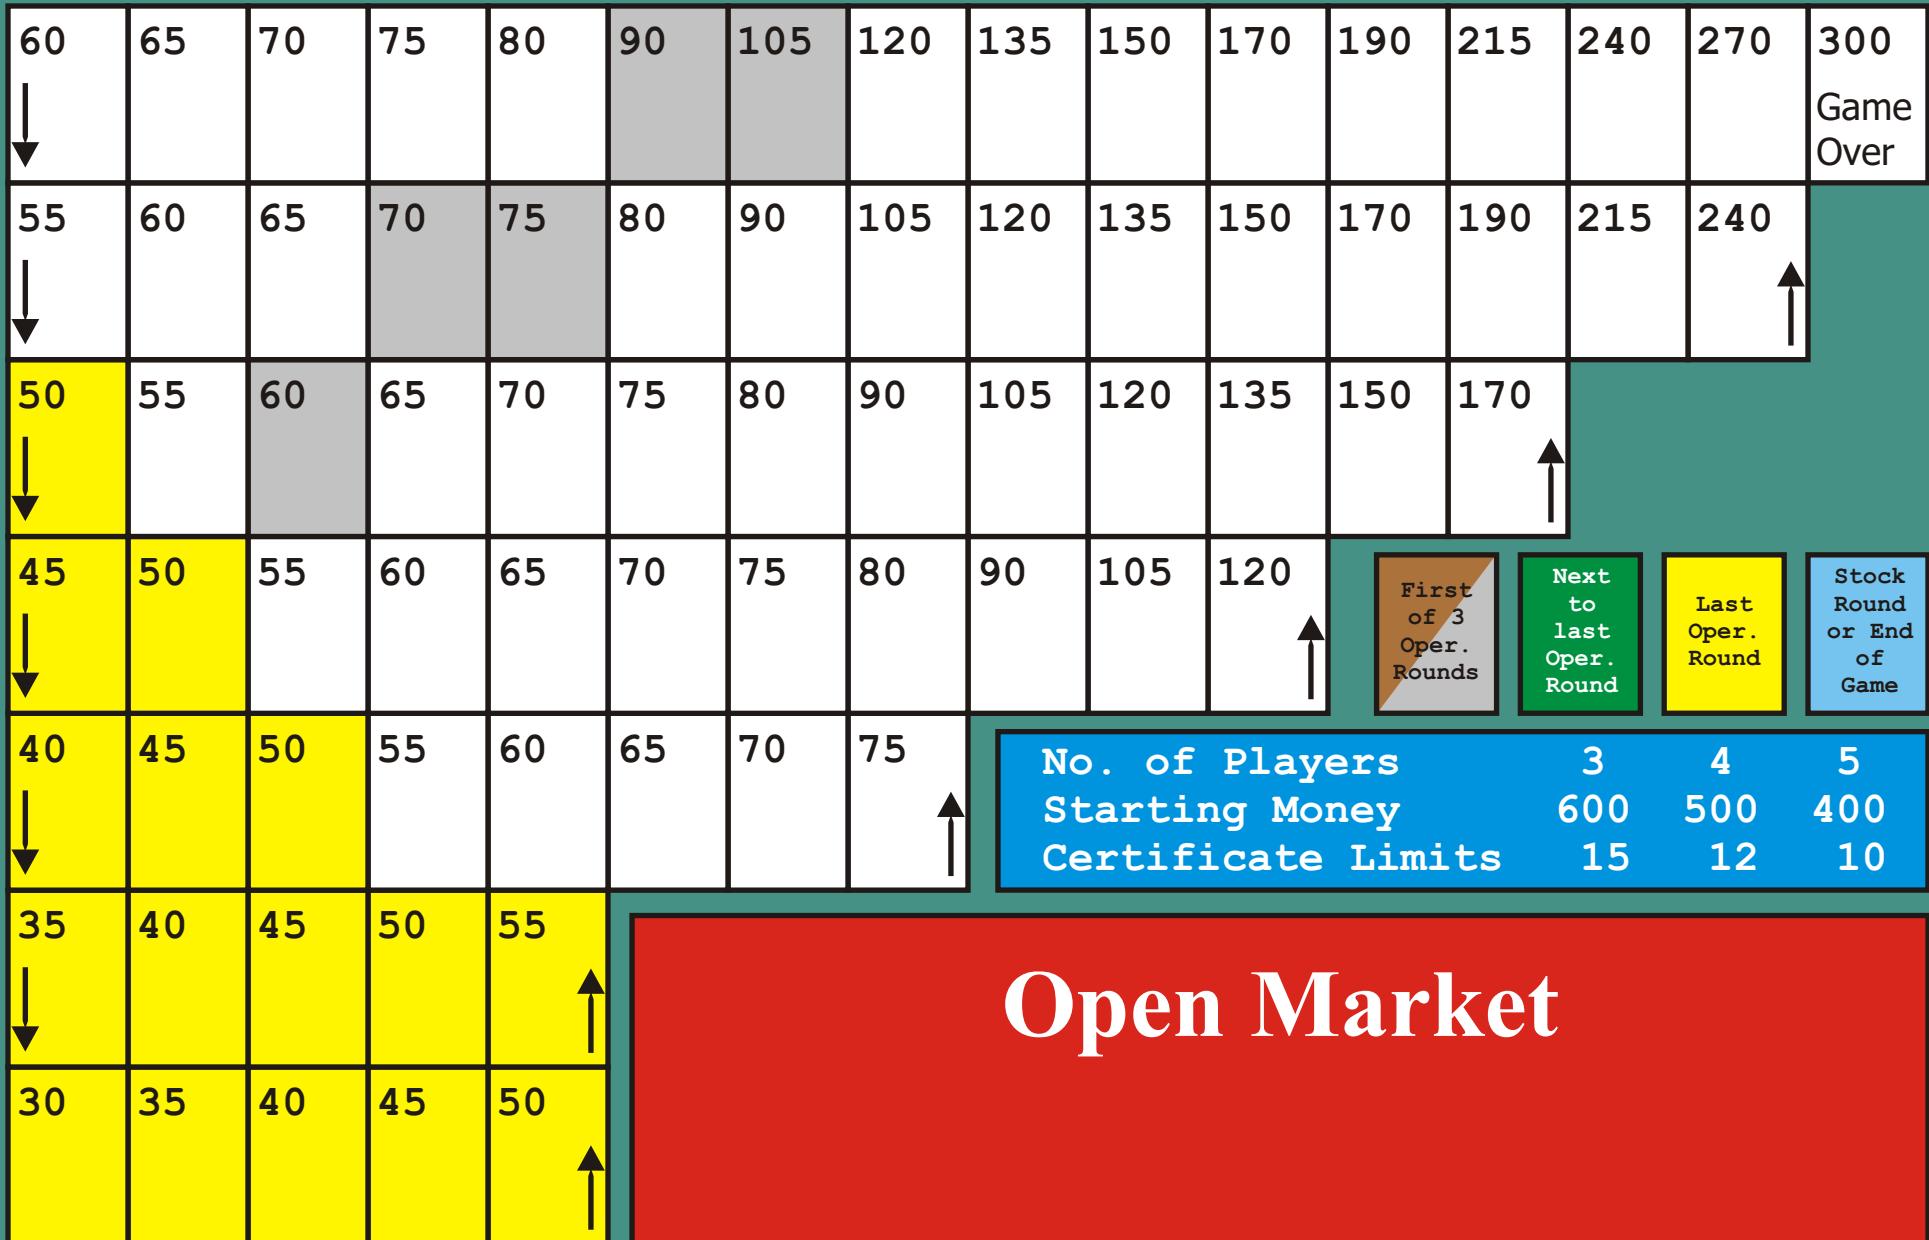 60 65 70 75 80 90 105 120 135 150 170 190 215 240 270 300
Game
Over
55 60 65 70 75 80 90 105 120 135 150 170 190 215 240
50 55 60 65 70 75 80 90 105 120 135 150 170
45 50 55 60 65 70 75 80 90 105 120
First
of 3
Oper.
Rounds
Next
to
last
Oper.
Round
Last
Oper.
Round
Stock
Round
or End
of
Game
40 45 50 55 60 65 70 75
No. of Players 3 4 5
Starting Money 600 500 400
Certificate Limits 15 12 10
35 40 45 50 55
Open Market
30 35 40 45 50